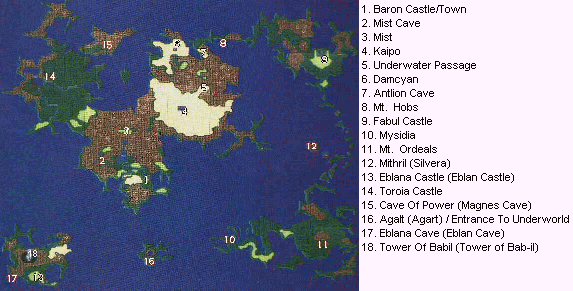 1. Baron Castle/Town
2. Mist Cave
3. Mist
4. Kaipo
5. Underwater Passage
6. Damcyan
7. Antlion Cave
8. Mt. Hobs
9. Fabul Castle
10. Mysidia
11. Mt. Ordeals
12. Mithril (Silvera)
13. Eblana Castle (Eblan Castle)
14. Toroia Castle
15. Cave Of Power (Magnes Cave)
16. Agalt (Agart) / Entrance To Underworld
17. Eblana Cave (Eblan Cave)
18. Tower Of Babil (Tower of Bab-il)
15
6
7
8
9
14
5
4
3
2
1
12
10
11
16
18
17
13